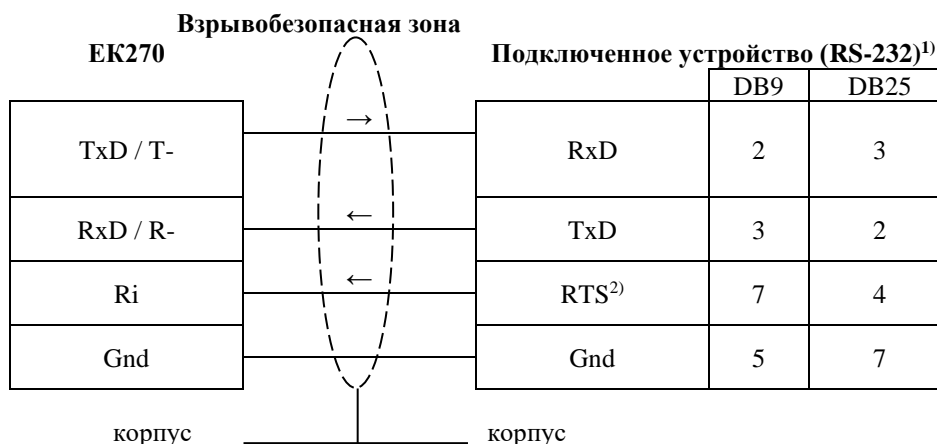 Взрывобезопасная зона
ЕК270 Подключенное устройство (RS-232)1)
DB9 DB25
TxD / T- → RxD 2 3
RxD / R- ← TxD 3 2
Ri ← RTS2) 7 4
Gnd Gnd 5 7
корпус корпус